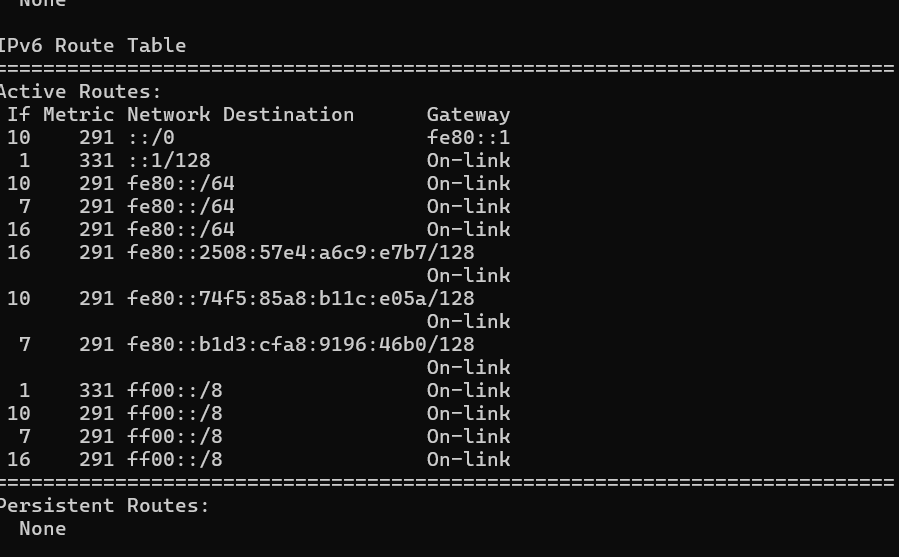 None
IPv6 Route Table
===========================================================================
Active Routes:
If Metric Network Destination Gateway
10 291 ::/0 fe80::1
1 331 ::1/128 On-link
10 291 fe80::/64 On-link
7 291 fe80::/64 On-link
16 291 fe80::/64 On-link
16 291 fe80::2508:57e4:a6c9:e7b7/128
On-link
10 291 fe80::74f5:85a8:b11c:e05a/128
On-link
7 291 fe80::b1d3:cfa8:9196:46b0/128
On-link
1 331 ff00::/8 On-link
10 291 ff00::/8 On-link
7 291 ff00::/8 On-link
16 291 ff00::/8 On-link
===========================================================================
Persistent Routes:
None